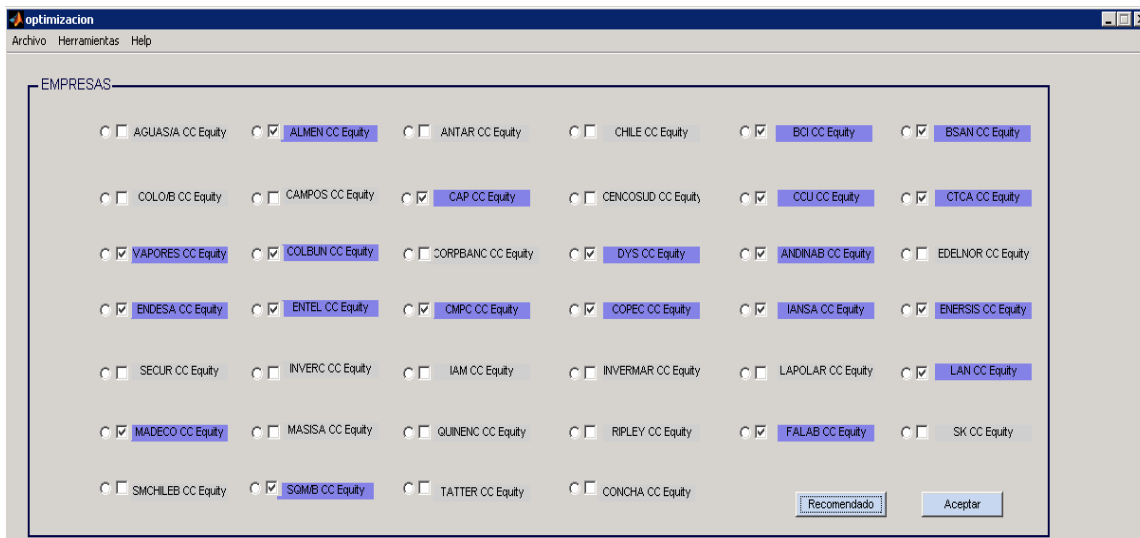 optimizacion
Archivo Herramientas Help
EMPRESAS
AGUAS/A CC Equity ALMEN CC Equity ANTAR CC Equity CHILE CC Equity BCI CC Equity BSAN CC Equity
COLO/B CC Equity CAMPOS CC Equity CAP CC Equity CENCOSUD CC Equity CCU CC Equity CTCA CC Equity
VAPORES CC Equity COLBUN CC Equity CORPBANC CC Equity DYS CC Equity ANDINAB CC Equity EDELNOR CC Equity
ENDESA CC Equity ENTEL CC Equity CMPC CC Equity COPEC CC Equity IANSA CC Equity ENERSIS CC Equity
SECUR CC Equity INVERC CC Equity IAM CC Equity INVERMAR CC Equity LAPOLAR CC Equity LAN CC Equity
MADECO CC Equity MASISA CC Equity QUINENC CC Equity RIPLEY CC Equity FALAB CC Equity SK CC Equity
SMCHILEB CC Equity SQM/B CC Equity TATTER CC Equity CONCHA CC Equity
Recomendado Aceptar